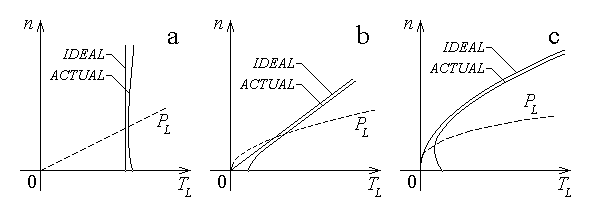 n
a
IDEAL
ACTUAL
P_L
0
T_L
n
b
IDEAL
ACTUAL
P_L
0
T_L
n
c
IDEAL
ACTUAL
P_L
0
T_L